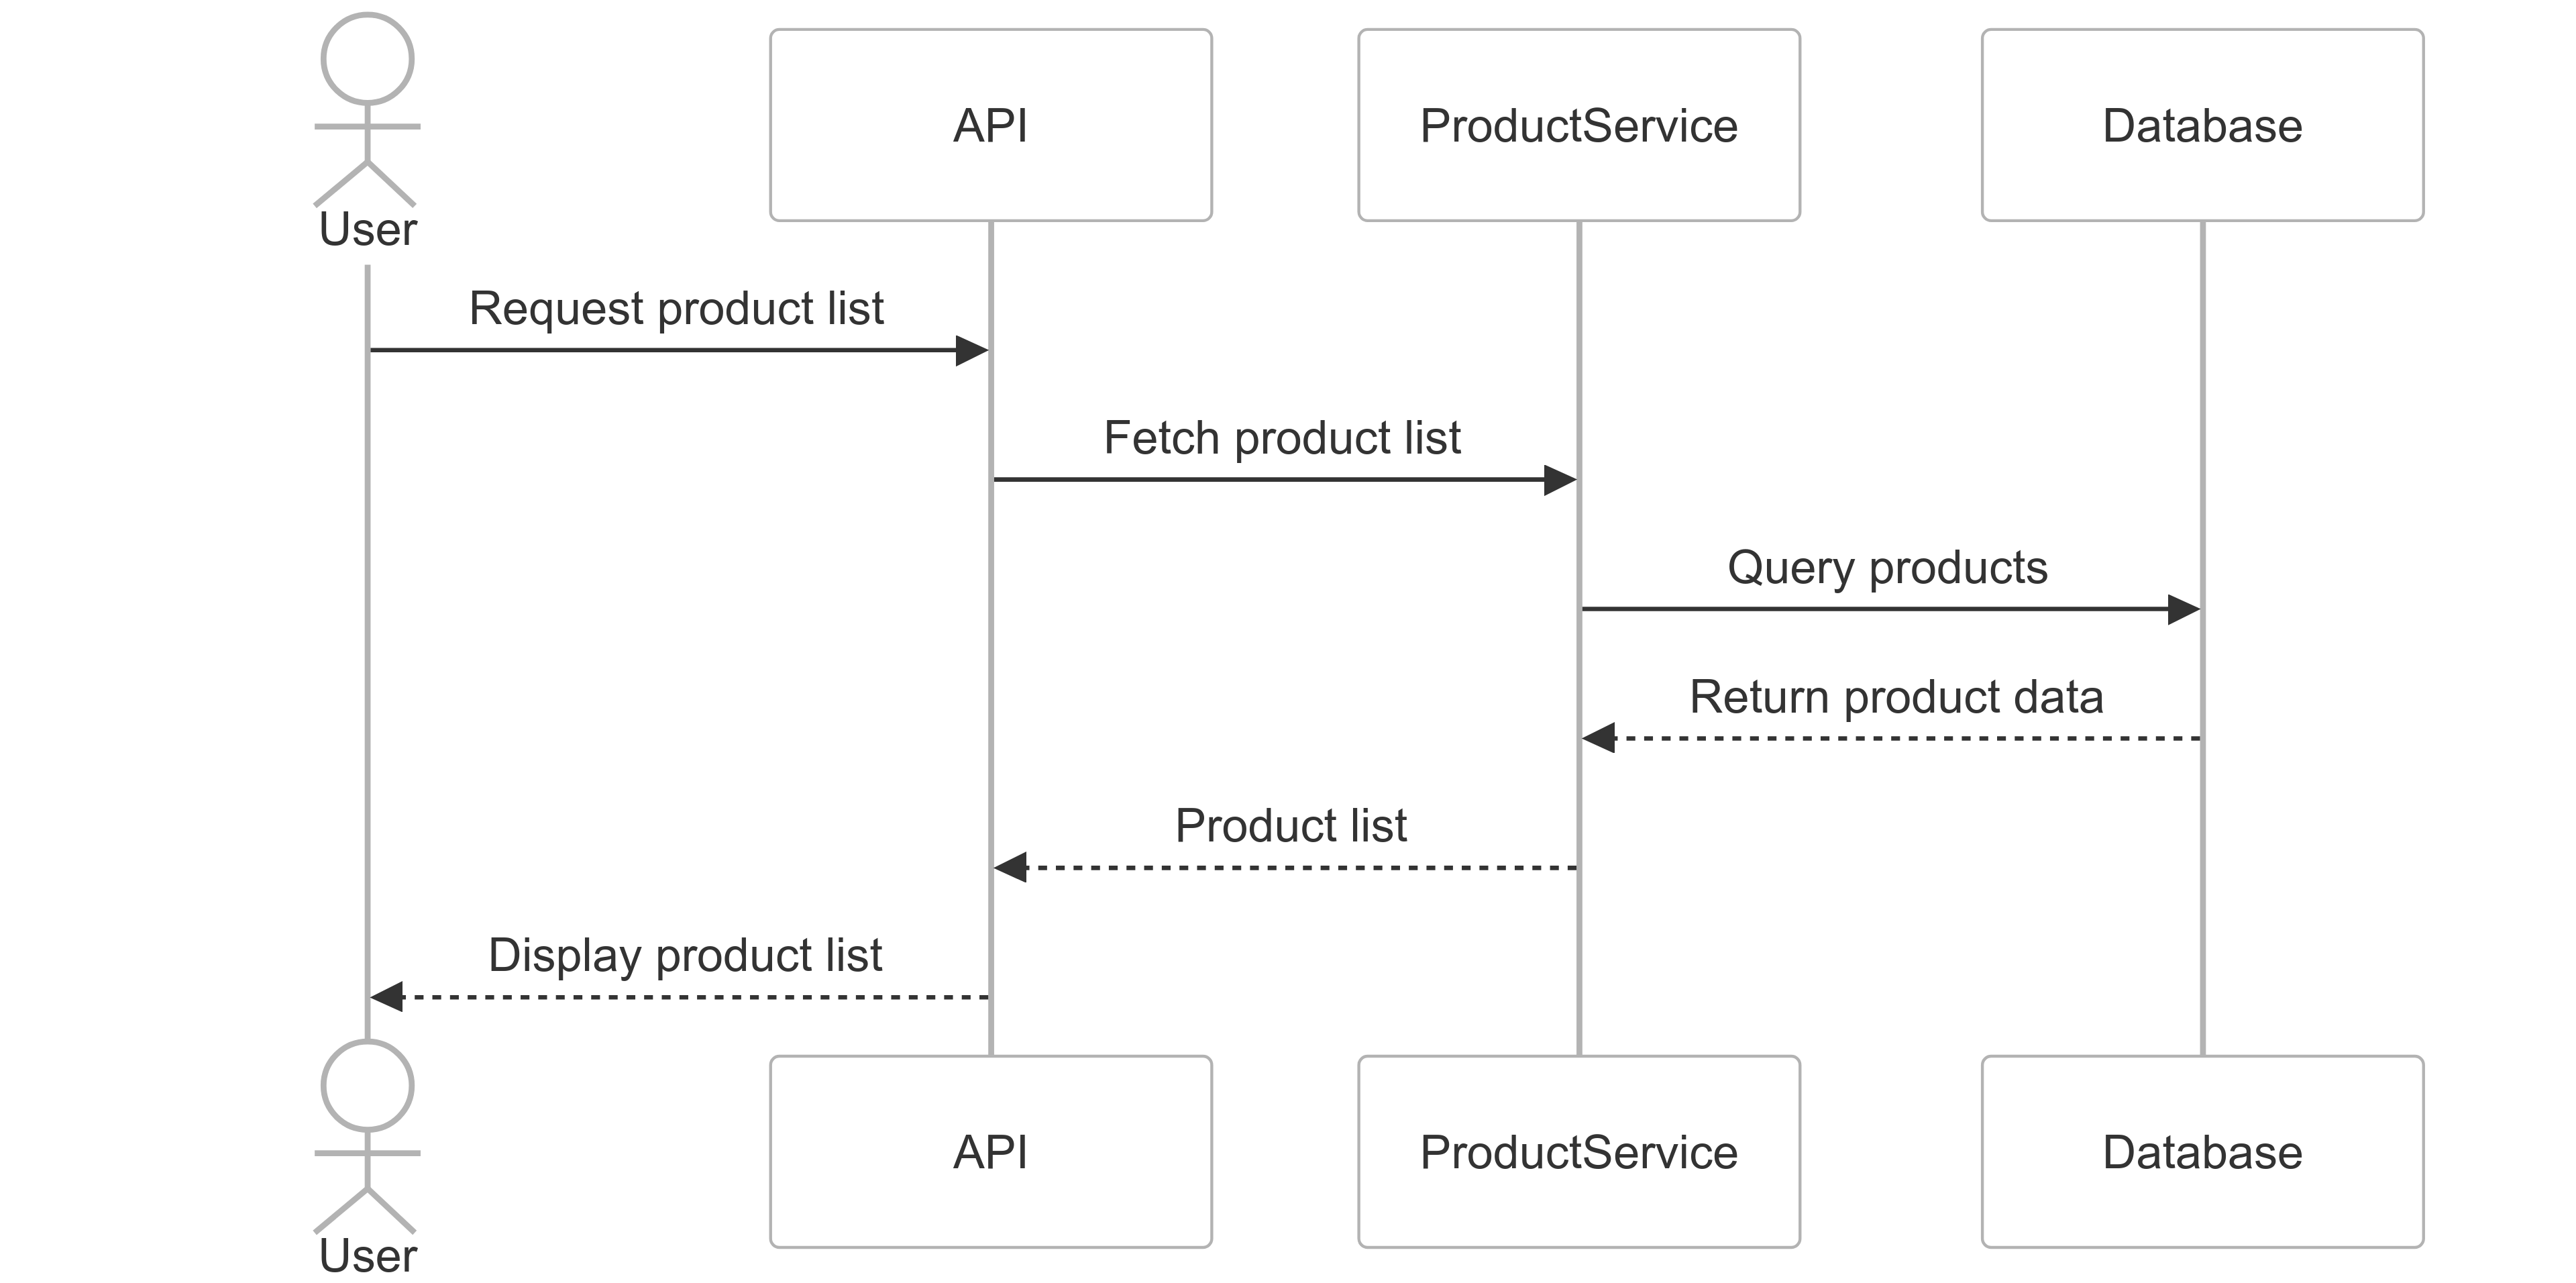 User
API
ProductService
Database
Request product list
Fetch product list
Query products
Return product data
Product list
Display product list
User
API
ProductService
Database